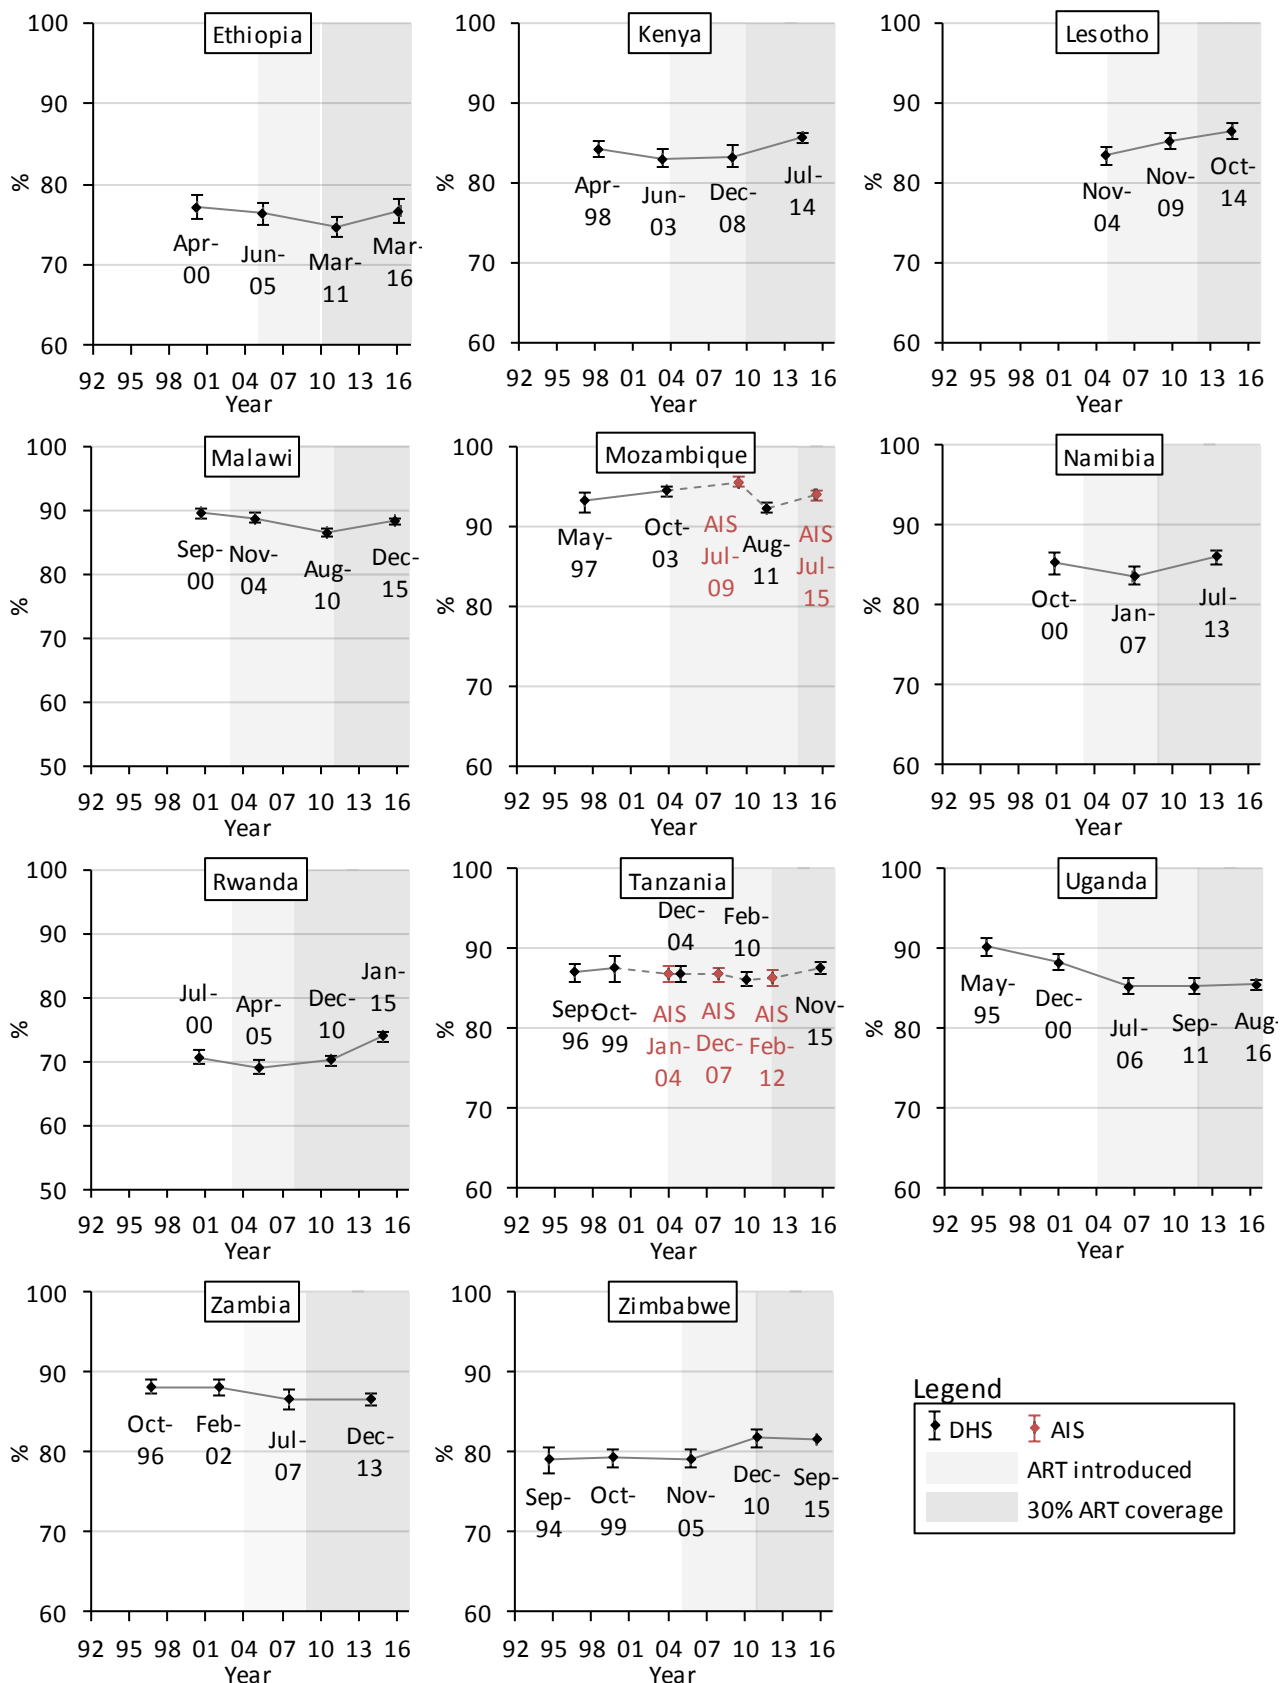 Ethiopia
100
90
80
70
60
%
Apr-
00
Jun-
05
Mar-
11
Mar-
16
92 95 98 01 04 07 10 13 16
Year
Kenya
100
90
80
70
60
%
Apr-
98
Jun-
03
Dec-
08
Jul-
14
92 95 98 01 04 07 10 13 16
Year
Lesotho
100
90
80
70
60
%
Nov-
04
Nov-
09
Oct-
14
92 95 98 01 04 07 10 13 16
Year
Malawi
100
90
80
70
60
50
%
Sep-
00
Nov-
04
Aug-
10
Dec-
15
92 95 98 01 04 07 10 13 16
Year
Mozambique
100
90
80
70
60
%
May-
97
Oct-
03
AIS
Jul-
09
Aug-
11
AIS
Jul-
15
92 95 98 01 04 07 10 13 16
Year
Namibia
100
90
80
70
60
%
Oct-
00
Jan-
07
Jul-
13
92 95 98 01 04 07 10 13 16
Year
Rwanda
100
90
80
70
60
50
%
Jul-
00
Apr-
05
Dec-
10
Jan-
15
92 95 98 01 04 07 10 13 16
Year
Tanzania
100
90
80
70
60
%
Sep-
96
Oct-
99
AIS
Jan-
04
Dec-
04
AIS
Dec-
07
Feb-
10
AIS
Feb-
12
Nov-
15
92 95 98 01 04 07 10 13 16
Year
Uganda
100
90
80
70
60
%
May-
95
Dec-
00
Jul-
06
Sep-
11
Aug-
16
92 95 98 01 04 07 10 13 16
Year
Zambia
100
90
80
70
60
%
Oct-
96
Feb-
02
Jul-
07
Dec-
13
92 95 98 01 04 07 10 13 16
Year
Zimbabwe
100
90
80
70
60
%
Sep-
94
Oct-
99
Nov-
05
Dec-
10
Sep-
15
92 95 98 01 04 07 10 13 16
Year
Legend
DHS AIS
ART introduced
30% ART coverage